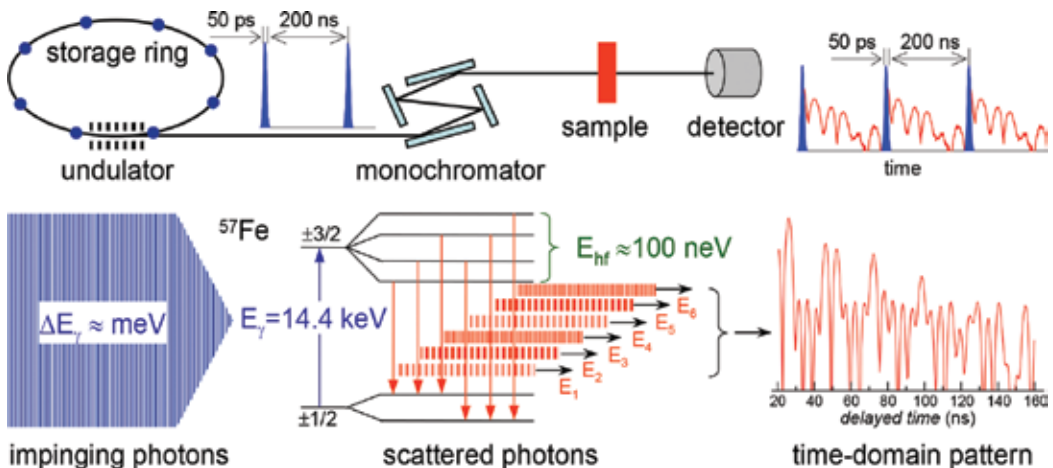 50 ps 200 ns
storage ring
undulator
monochromator
sample
detector
50 ps 200 ns
time
⁵⁷Fe
±3/2
E_hf ≈100 neV
ΔE_γ ≈ meV
E_γ=14.4 keV
E₆
E₅
E₄
E₃
E₂
E₁
±1/2
20 40 60 80 100 120 140 160
delayed time (ns)
impinging photons
scattered photons
time-domain pattern